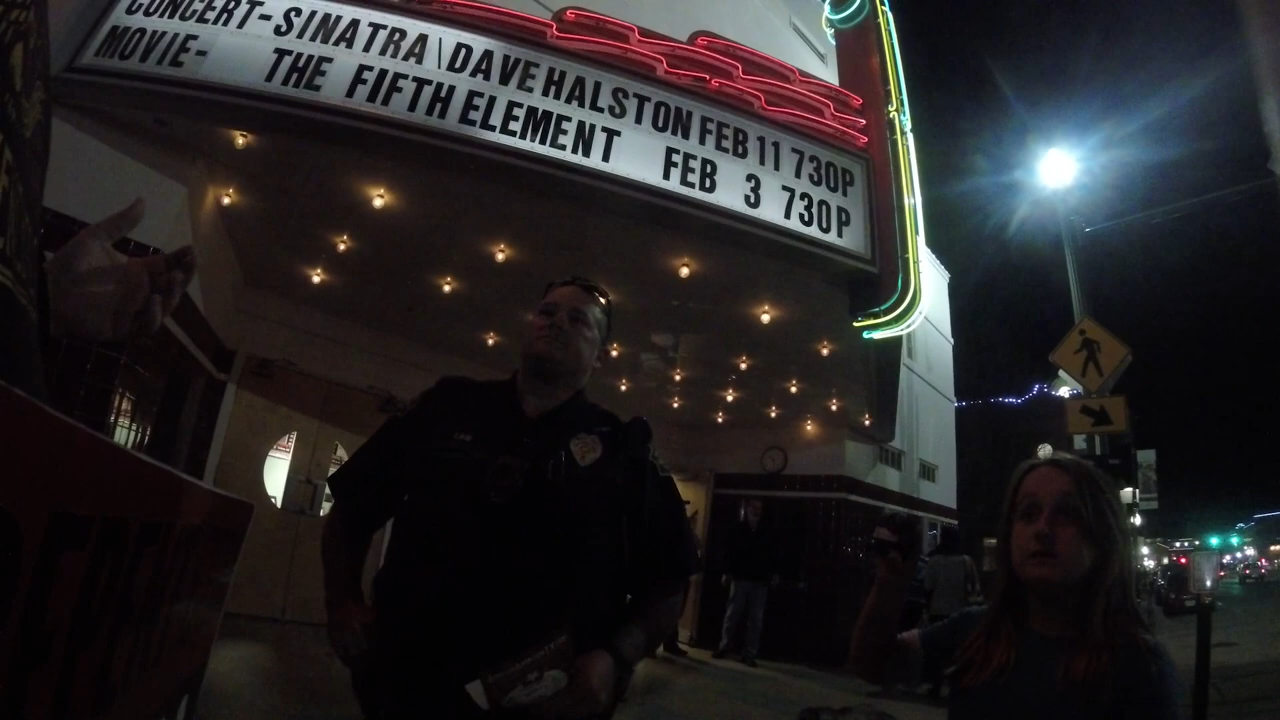 CONCERT-SINATRA\DAVE HALSTON FEB 11 730P
MOVIE- THE FIFTH ELEMENT FEB 3 730P